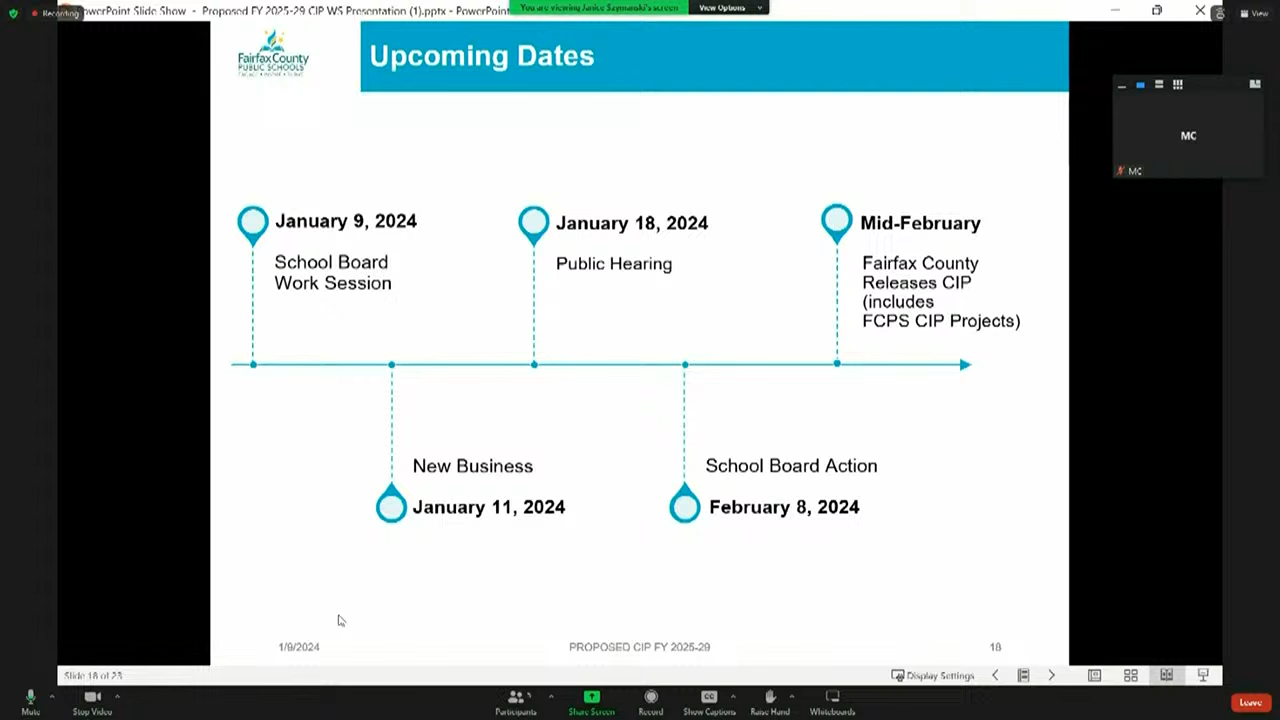 Recording
PowerPoint Slide Show - Proposed FY 2025-29 CIP WS Presentation (1).pptx - PowerPoint
You are viewing Janice Szymanski's screen
View Options
View
Fairfax County
PUBLIC SCHOOLS
Upcoming Dates
MC
MC
January 9, 2024
School Board
Work Session
January 18, 2024
Public Hearing
Mid-February
Fairfax County
Releases CIP
(includes
FCPS CIP Projects)
New Business
January 11, 2024
School Board Action
February 8, 2024
1/9/2024
PROPOSED CIP FY 2025-29
18
Slide 18 of 23
Display Settings
Mute
Stop Video
Participants
1
Share Screen
Record
CC
Show Captions
Raise Hand
Whiteboards
Leave